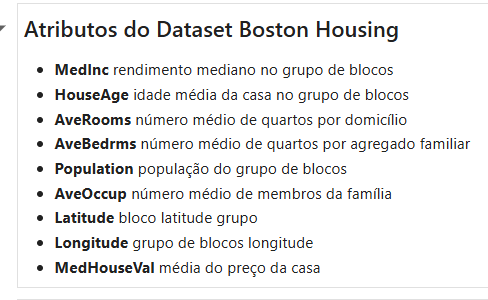 Atributos do Dataset Boston Housing
MedInc rendimento mediano no grupo de blocos
HouseAge idade média da casa no grupo de blocos
AveRooms número médio de quartos por domicílio
AveBedrms número médio de quartos por agregado familiar
Population população do grupo de blocos
AveOccup número médio de membros da família
Latitude bloco latitude grupo
Longitude grupo de blocos longitude
MedHouseVal média do preço da casa